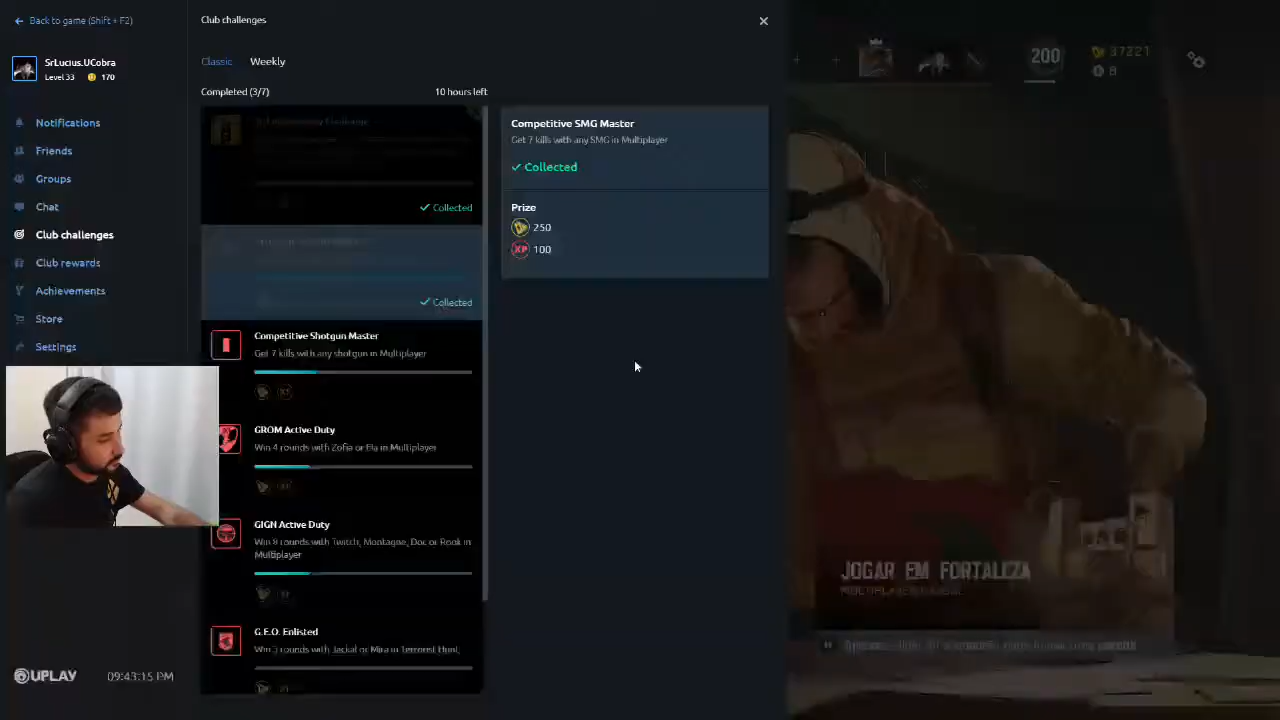 Back to game (Shift + F2)
Club challenges
SrLucius.UCobra
Level 33 170
Classic Weekly
Completed (3/7) 10 hours left
200
37221
8
Notifications
Friends
Groups
Chat
Club challenges
Club rewards
Achievements
Store
Settings
Collected
Collected
Competitive SMG Master
Get 7 kills with any SMG in Multiplayer
Collected
Prize
250
XP 100
Competitive Shotgun Master
Get 7 kills with any shotgun in Multiplayer
GROM Active Duty
Win 4 rounds with Zofia or Ela in Multiplayer
GIGN Active Duty
Win 8 rounds with Twitch, Montagne, Doc or Rook in
Multiplayer
G.E.O. Enlisted
rounds with Jackal or Mira in Terrorist Hunt
JOGAR EM FORTALEZA
UPLAY 09:43:15 PM